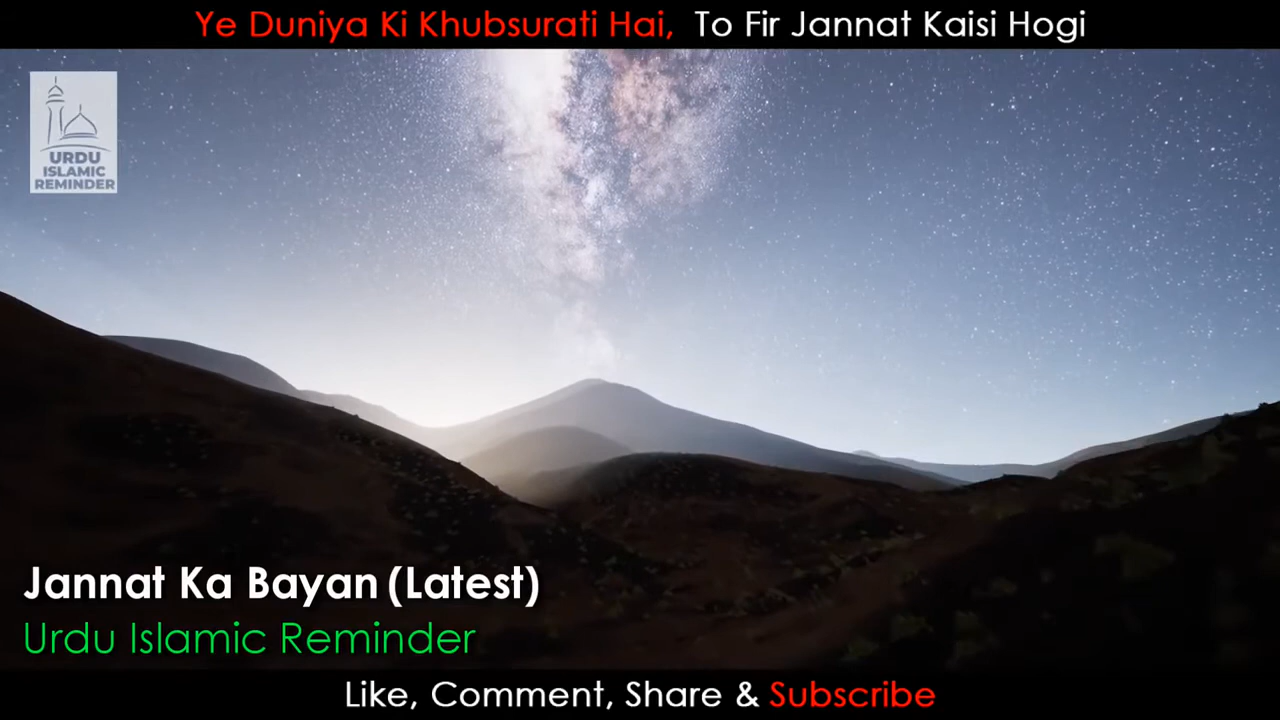 Ye Duniya Ki Khubsurati Hai, To Fir Jannat Kaisi Hogi
URDU
ISLAMIC
REMINDER
Jannat Ka Bayan (Latest)
Urdu Islamic Reminder
Like, Comment, Share & Subscribe